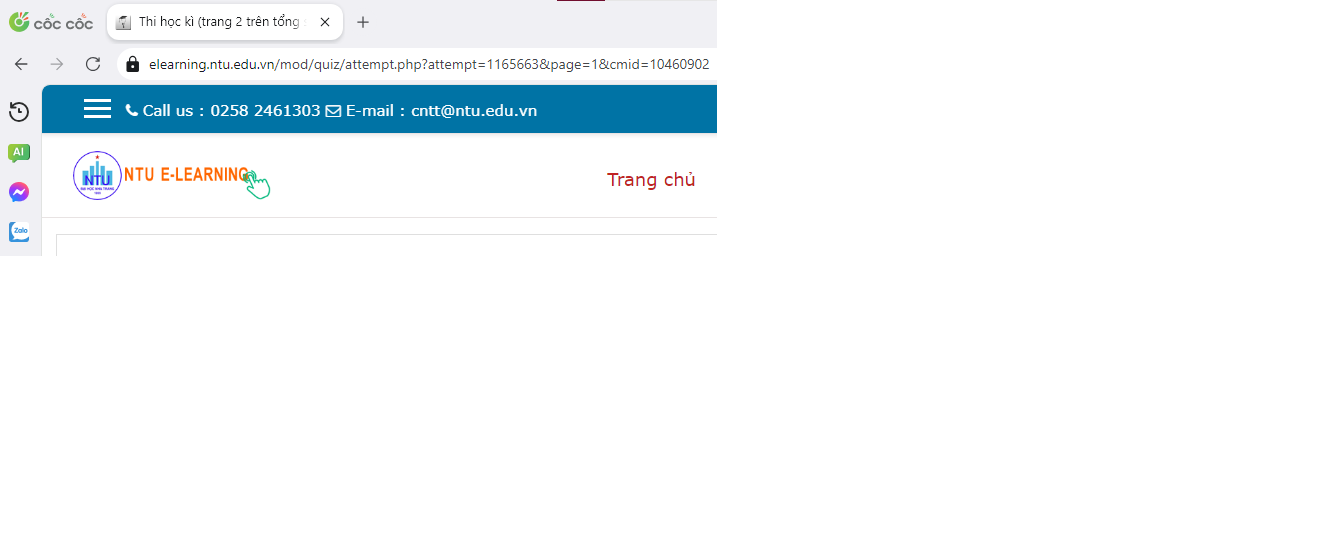 cốc cốc
Thi học kì (trang 2 trên tổng
elearning.ntu.edu.vn/mod/quiz/attempt.php?attempt=1165663&page=1&cmid=10460902
Call us : 0258 2461303 E-mail : cntt@ntu.edu.vn
AI
NTU
NTU E-LEARNING
Trang chủ
Zalo